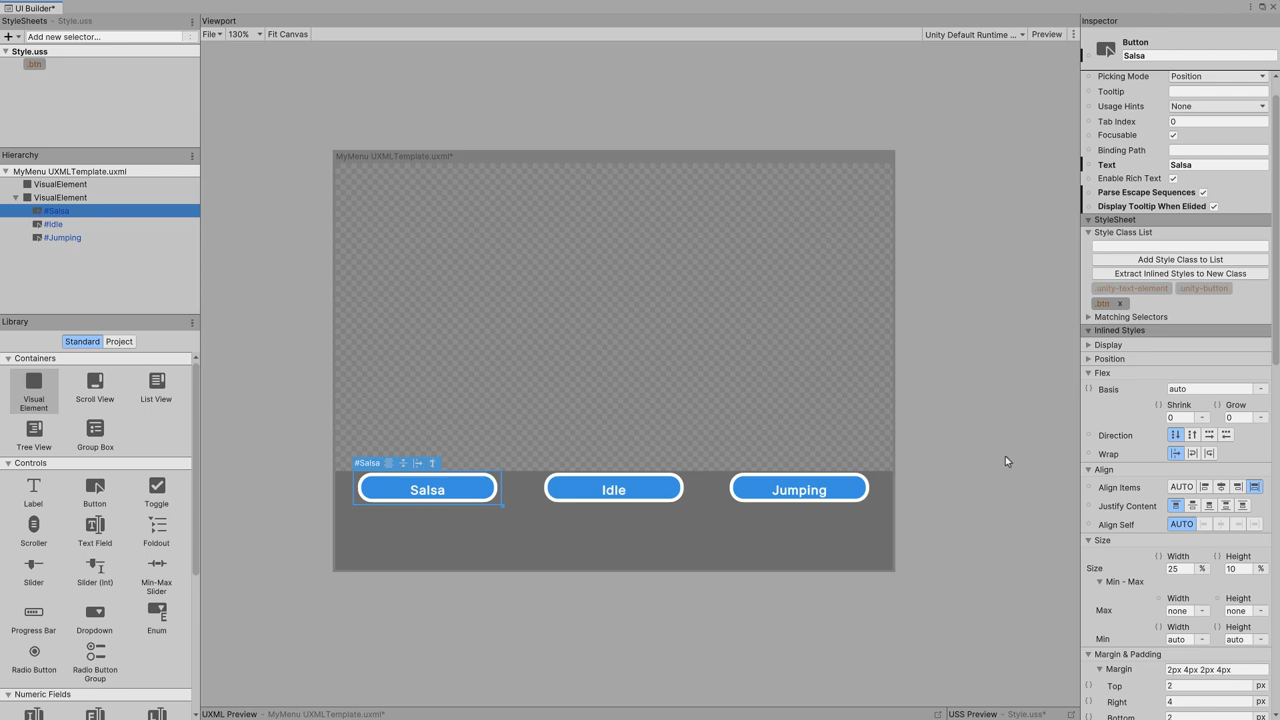 UI Builder*
StyleSheets - Style.uss
Add new selector...
Style.uss
.btn
Hierarchy
MyMenu UXMLTemplate.uxml
VisualElement
VisualElement
#Salsa
#Idle
#Jumping
Library
Standard Project
Containers
Visual Element
Scroll View
List View
Tree View
Group Box
Controls
Label
Button
Toggle
Scroller
Text Field
Foldout
Slider
Slider (Int)
Min-Max Slider
Progress Bar
Dropdown
Enum
Radio Button
Radio Button Group
Numeric Fields
Viewport
File 130% Fit Canvas
Unity Default Runtime ... Preview
MyMenu UXMLTemplate.uxml*
#Salsa
Salsa
Idle
Jumping
UXML Preview - MyMenu UXMLTemplate.uxml*
USS Preview - Style.uss*
Inspector
Button
Salsa
Picking Mode Position
Tooltip
Usage Hints None
Tab Index 0
Focusable
Binding Path
Text Salsa
Enable Rich Text
Parse Escape Sequences
Display Tooltip When Elided
StyleSheet
Style Class List
Add Style Class to List
Extract Inlined Styles to New Class
.unity-text-element .unity-button
.btn x
Matching Selectors
Inlined Styles
Display
Position
Flex
Basis auto -
Shrink Grow
0 - 0 -
Direction
Wrap
Align
Align Items AUTO
Justify Content
Align Self AUTO
Size
Width Height
Size 25 % 10 %
Min - Max
Width Height
Max none - none -
Width Height
Min auto - auto -
Margin & Padding
Margin 2px 4px 2px 4px
Top 2 px
Right 4 px
Bottom 2 px